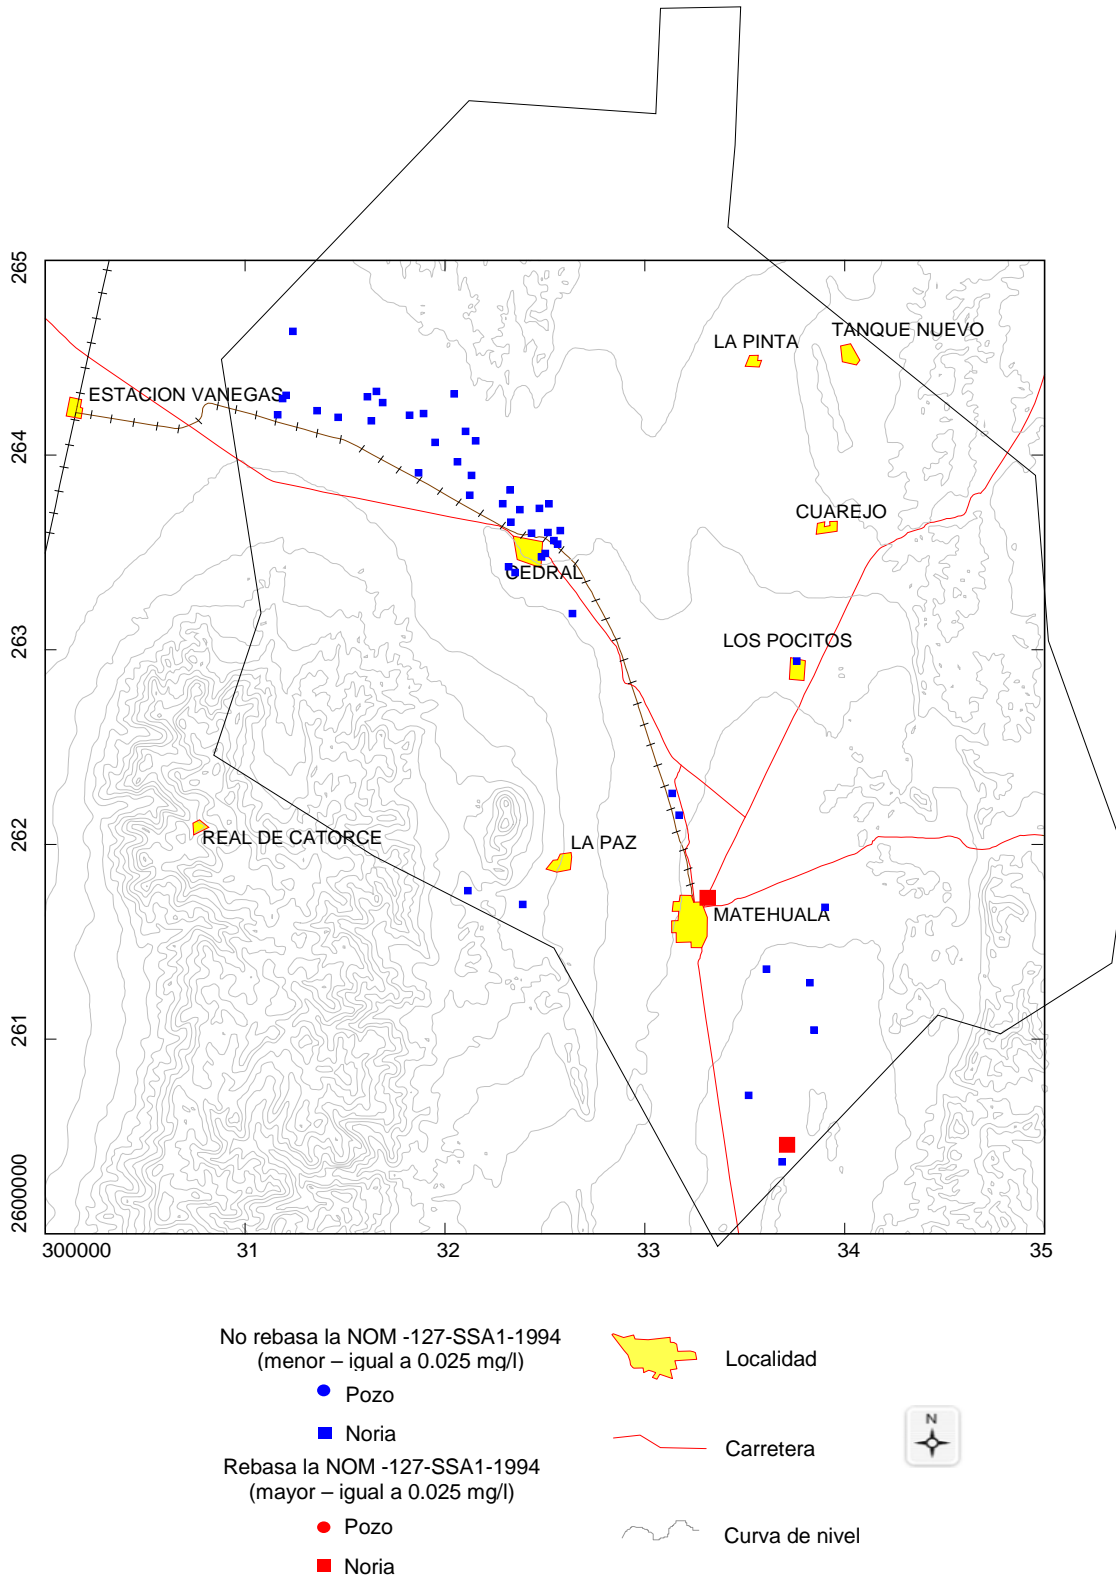 265
264
263
262
261
2600000
300000
31
32
33
34
35
TANQUE NUEVO
LA PINTA
ESTACION VANEGAS
CUAREJO
CEDRAL
LOS POCITOS
REAL DE CATORCE
LA PAZ
MATEHUALA
No rebasa la NOM -127-SSA1-1994
(menor – igual a 0.025 mg/l)
Pozo
Noria
Rebasa la NOM -127-SSA1-1994
(mayor – igual a 0.025 mg/l)
Pozo
Noria
Localidad
Carretera
Curva de nivel
N